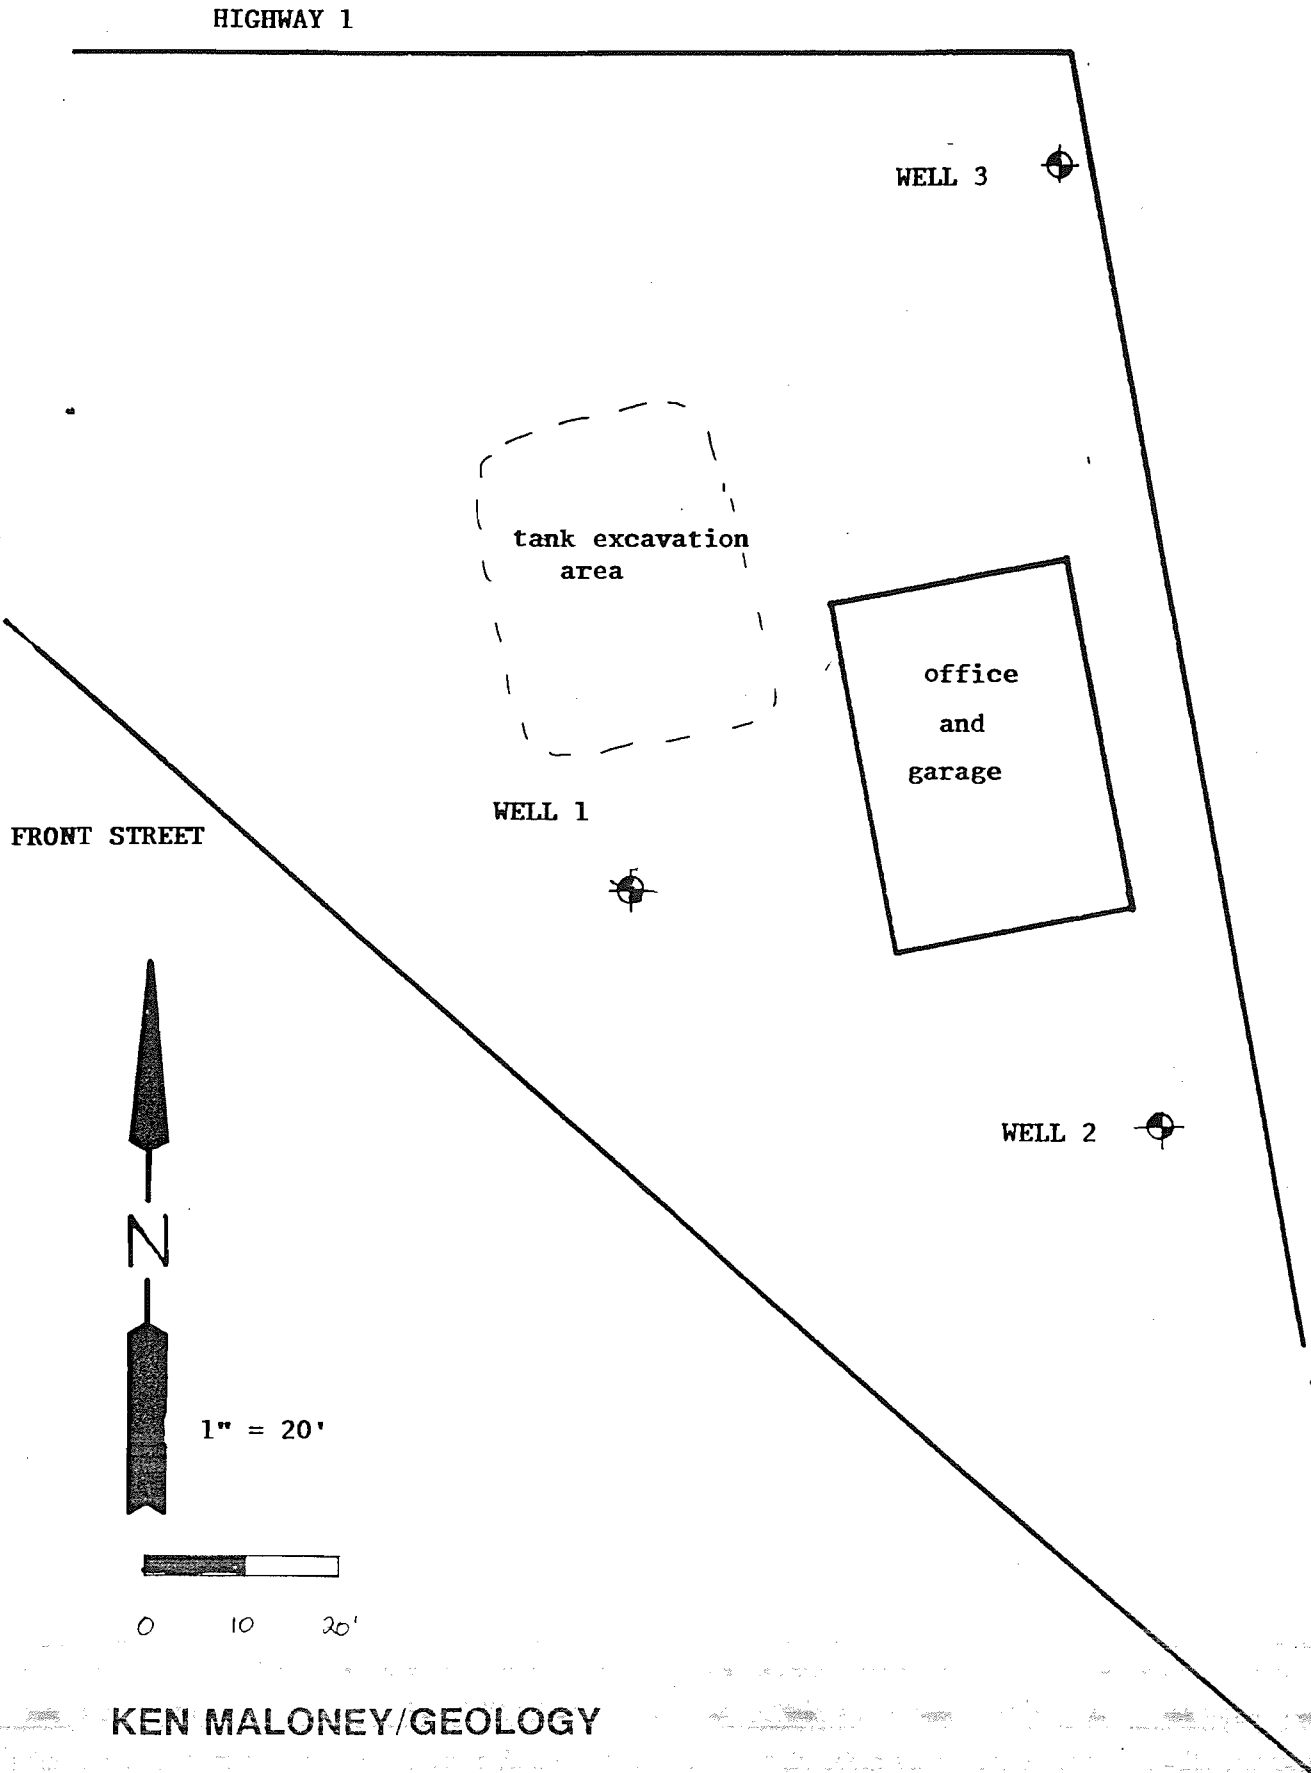 HIGHWAY 1
WELL 3
tank excavation
area
office
and
garage
WELL 1
FRONT STREET
WELL 2
N
1" = 20'
0 10 20'
KEN MALONEY/GEOLOGY